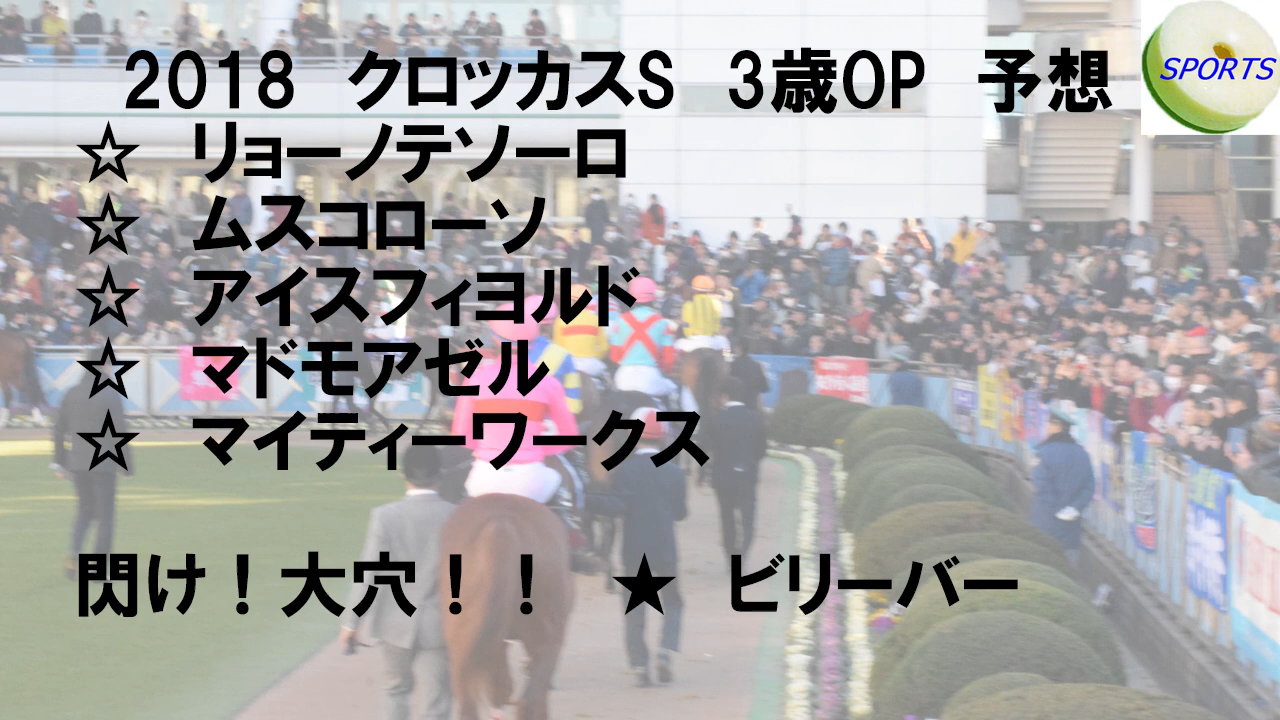 2018　クロッカスS　3歳OP　予想
SPORTS
☆　リョーノテソーロ
☆　ムスコローソ
☆　アイスフィヨルド
☆　マドモアゼル
☆　マイティーワークス
閃け！大穴！！　★　ビリーバー